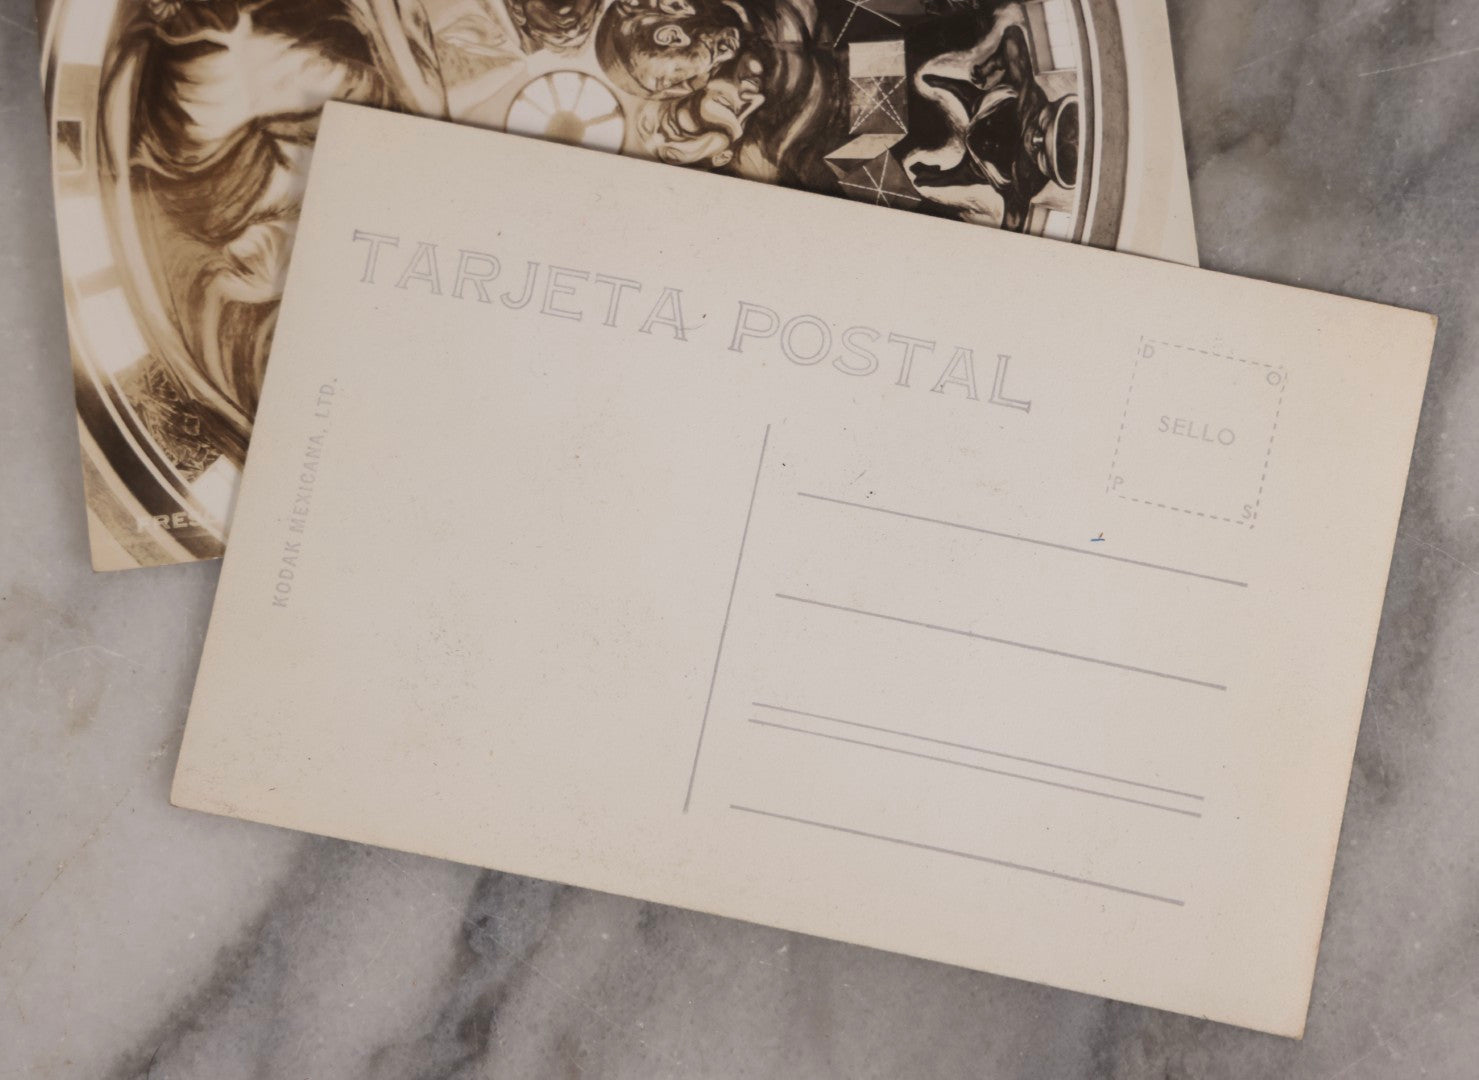 TARJETA POSTAL
D
O
SELLO
P
S
KODAK MEXICANA, LTD.